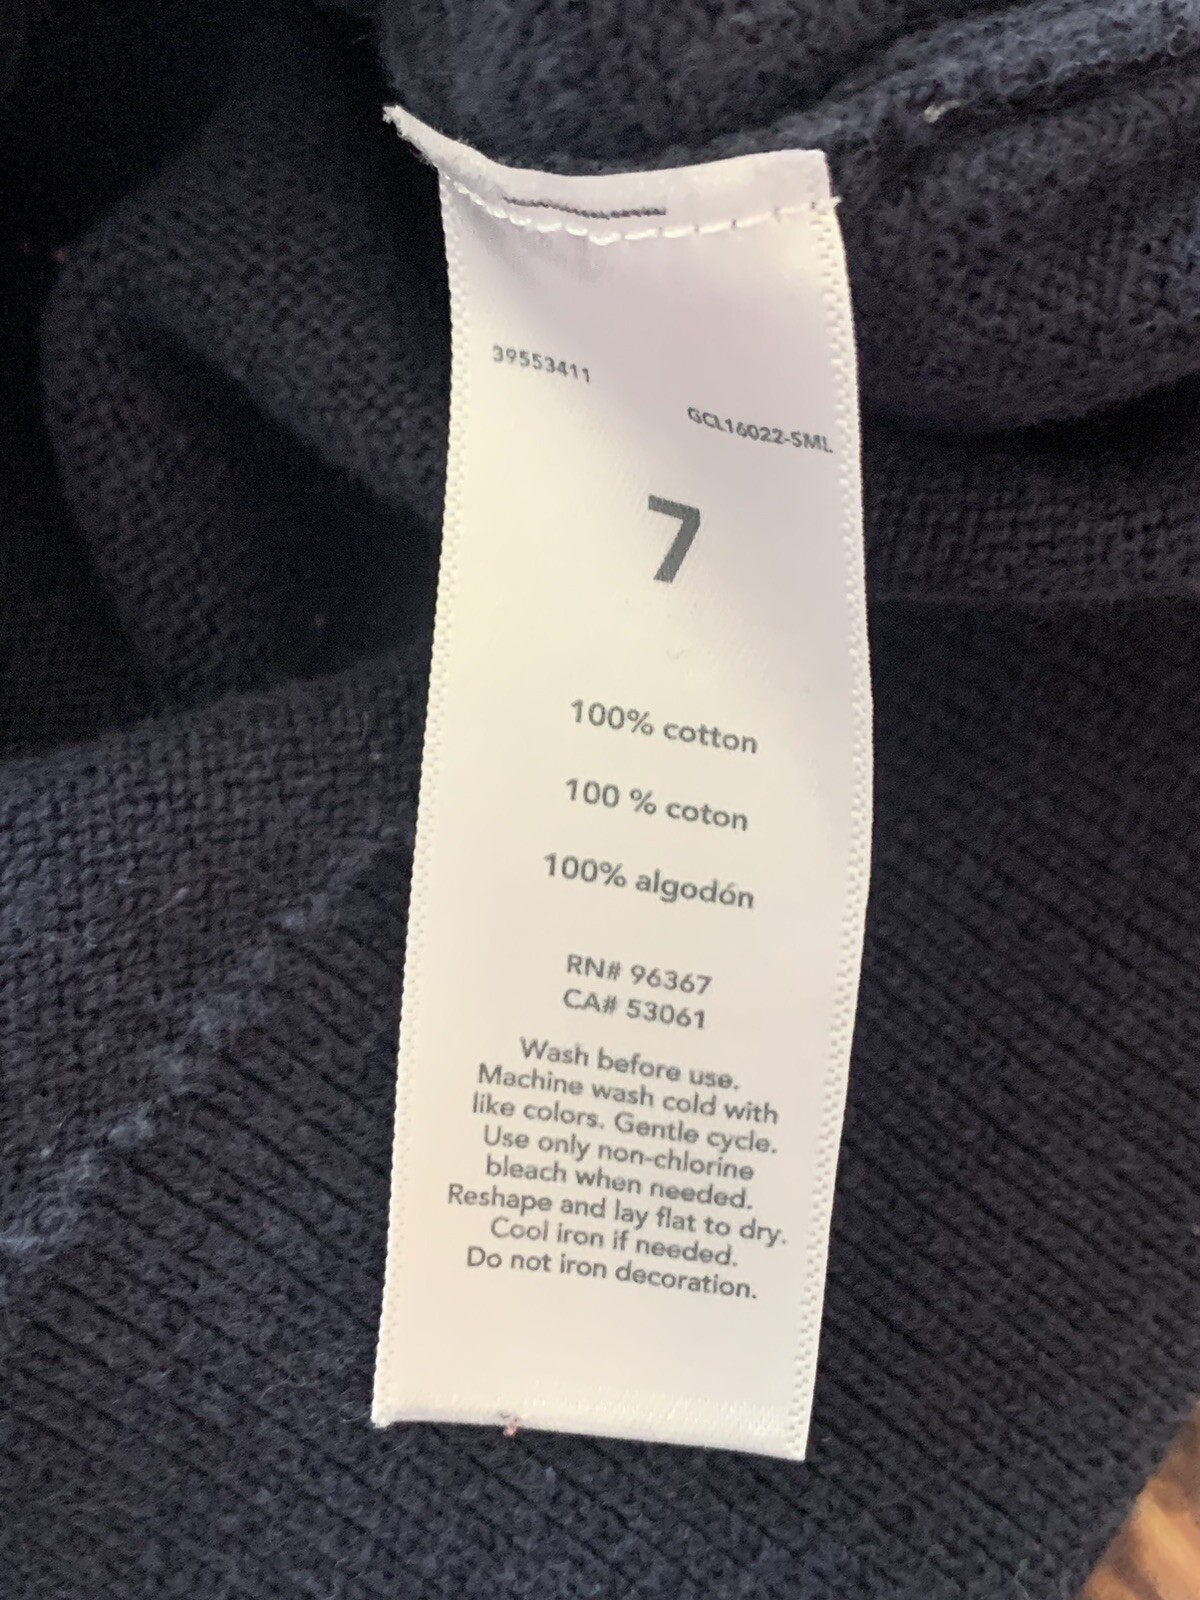 39553411
GCL16022-SML
7
100% cotton
100 % coton
100% algodón
RN# 96367
CA# 53061
Wash before use.
Machine wash cold with
like colors. Gentle cycle.
Use only non-chlorine
bleach when needed.
Reshape and lay flat to dry.
Cool iron if needed.
Do not iron decoration.